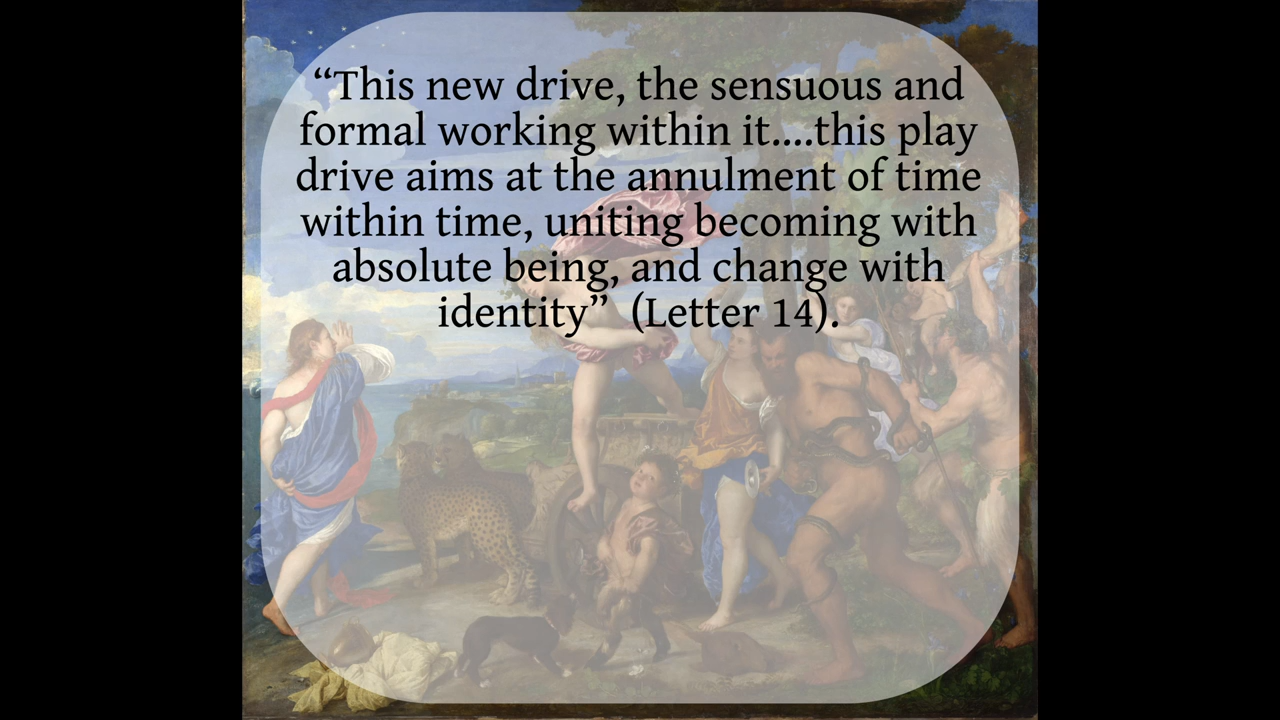 “This new drive, the sensuous and
formal working within it....this play
drive aims at the annulment of time
within time, uniting becoming with
absolute being, and change with
identity”  (Letter 14).